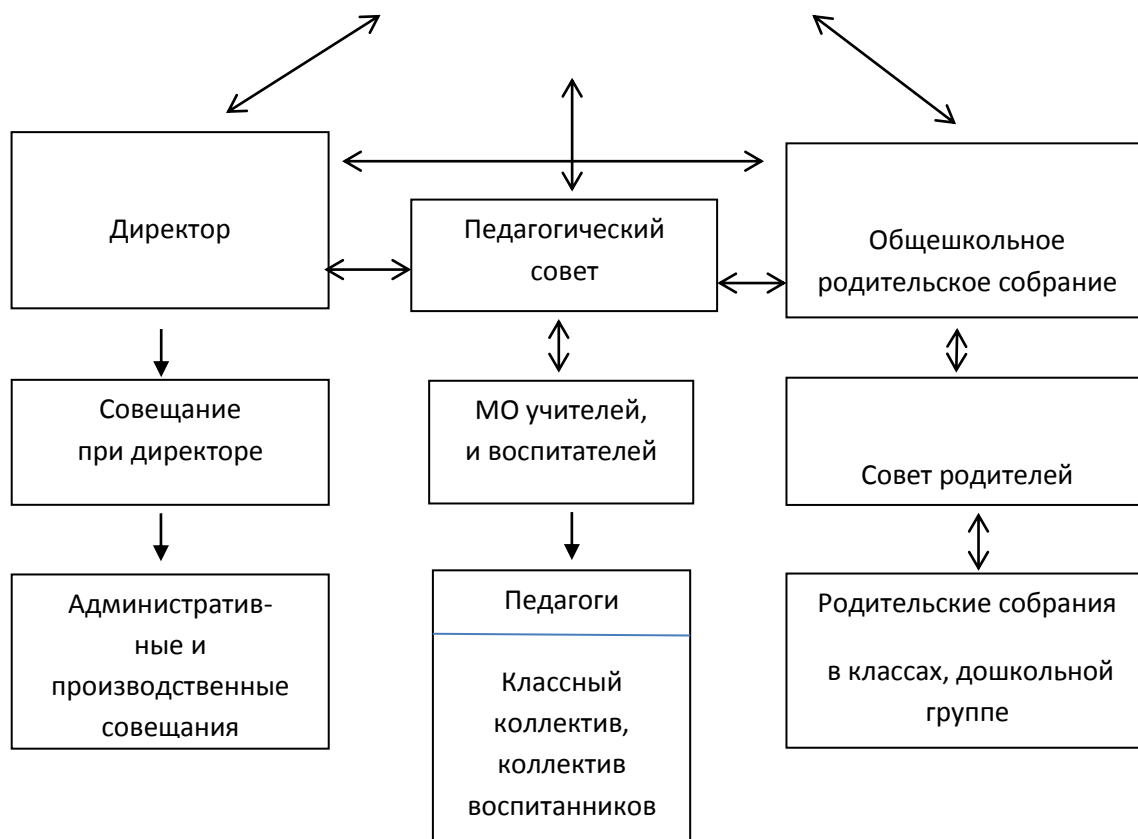 Директор
Педагогический
совет
Общешкольное
родительское собрание
Совещание
при директоре
МО учителей,
и воспитателей
Совет родителей
Административ-
ные и
производственные
совещания
Педагоги
Классный
коллектив,
коллектив
воспитанников
Родительские собрания
в классах, дошкольной
группе